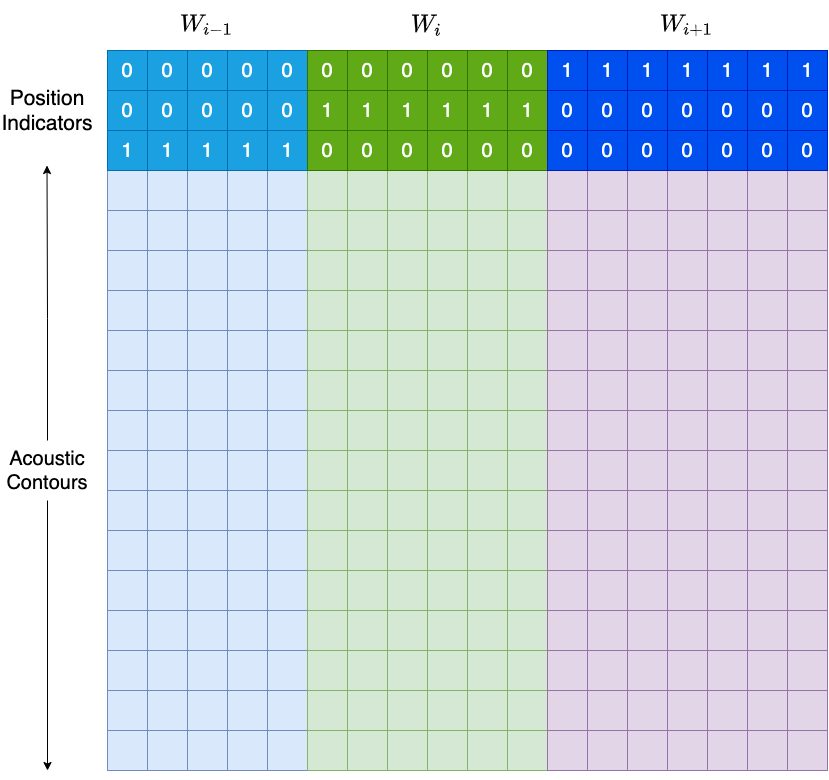 W_{i-1} W_i W_{i+1}
Position
Indicators
0 0 0 0 0 0 0 0 0 0 0 1 1 1 1 1 1 1
0 0 0 0 0 1 1 1 1 1 1 0 0 0 0 0 0 0
1 1 1 1 1 0 0 0 0 0 0 0 0 0 0 0 0 0
Acoustic
Contours